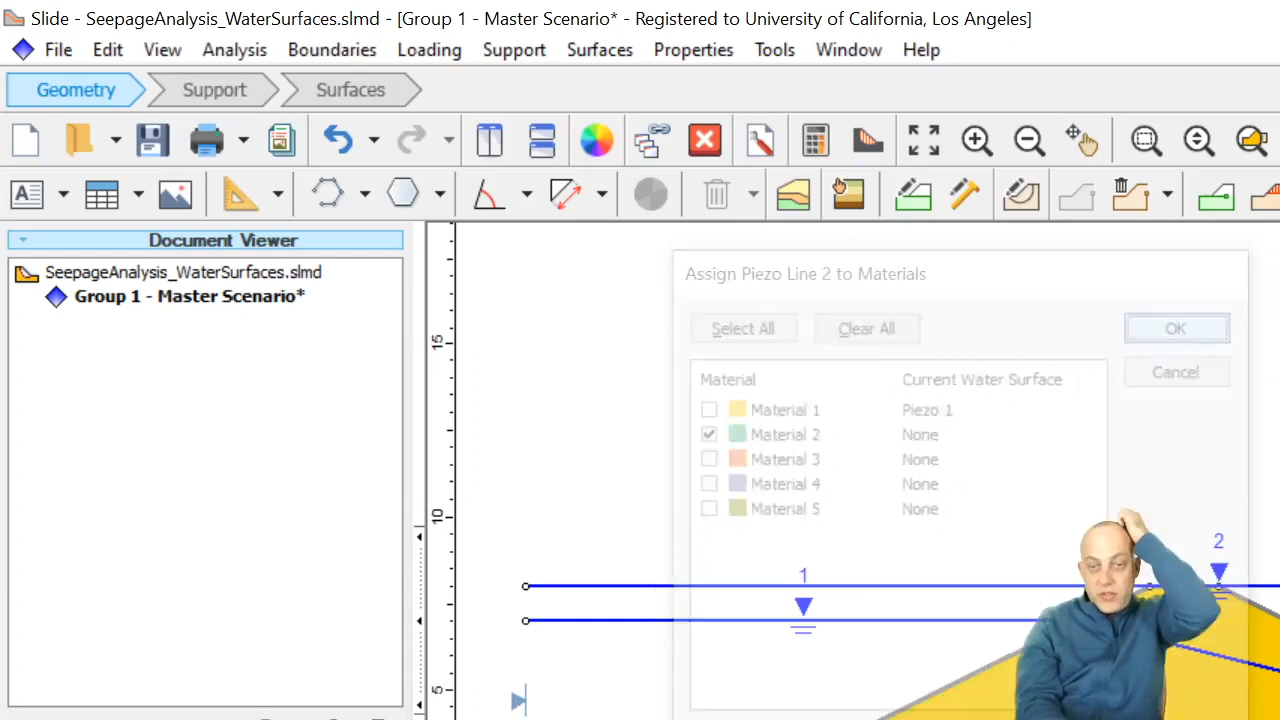 Slide - SeepageAnalysis_WaterSurfaces.slmd - [Group 1 - Master Scenario* - Registered to University of California, Los Angeles]
File Edit View Analysis Boundaries Loading Support Surfaces Properties Tools Window Help
Geometry Support Surfaces
A
Document Viewer
SeepageAnalysis_WaterSurfaces.slmd
Group 1 - Master Scenario*
Assign Piezo Line 2 to Materials
Select All Clear All OK
Cancel
Material Current Water Surface
Material 1 Piezo 1
Material 2 None
Material 3 None
Material 4 None
Material 5 None
15
10
5
1
2